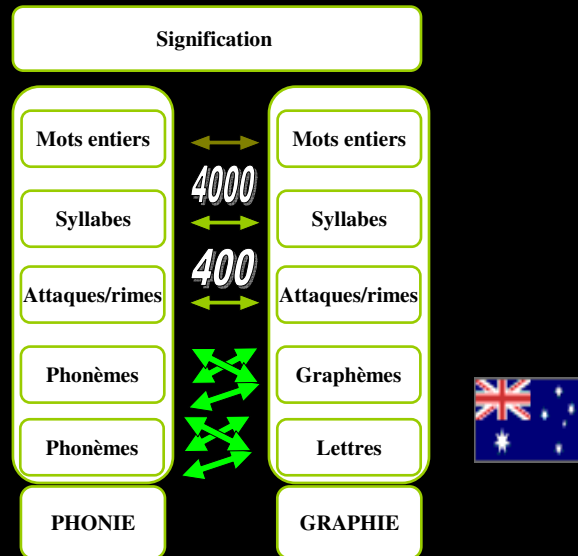 Signification
Mots entiers
Mots entiers
4000
Syllabes
Syllabes
400
Attaques/rimes
Attaques/rimes
Phonèmes
Graphèmes
Phonèmes
Lettres
PHONIE
GRAPHIE